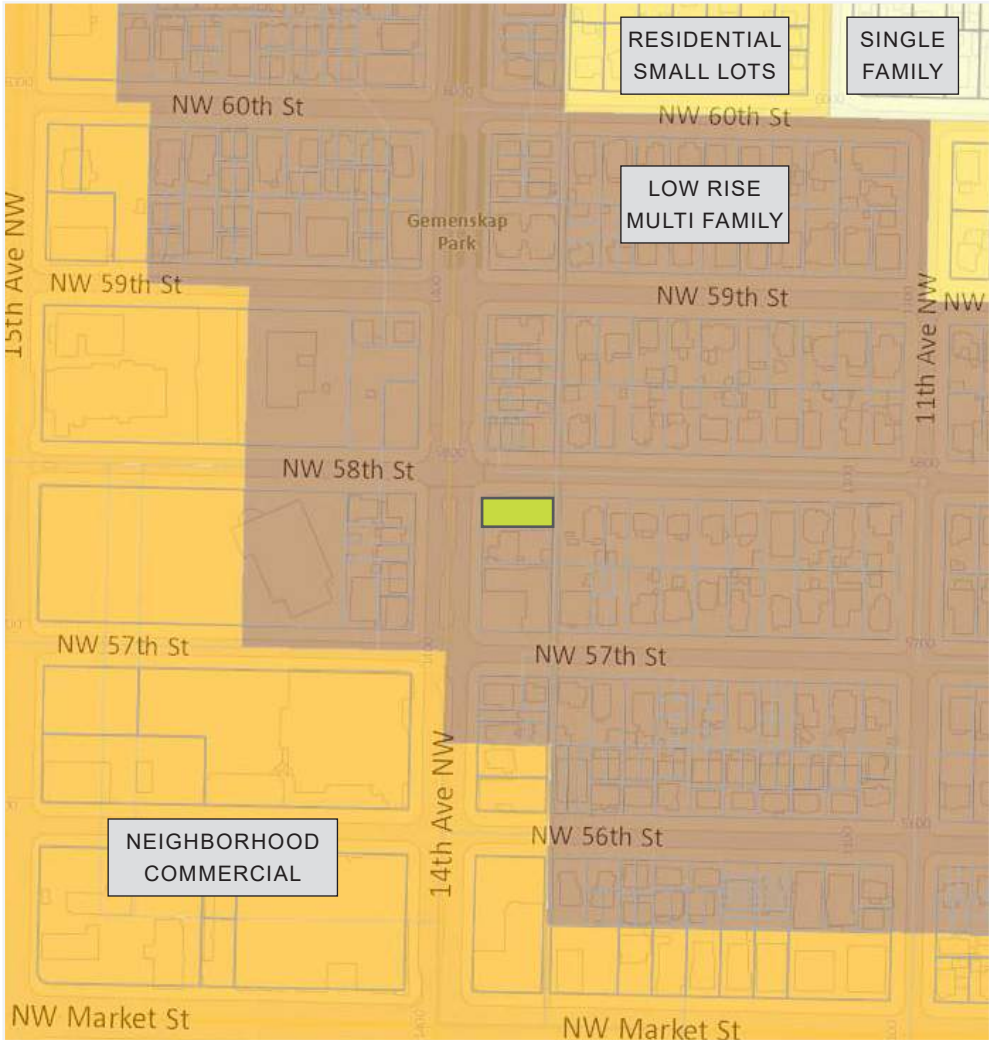 RESIDENTIAL
SMALL LOTS
SINGLE
FAMILY
NW 60th St
NW 60th St
LOW RISE
MULTI FAMILY
Gemenskap
Park
15th Ave NW
NW 59th St
NW 59th St
11th Ave NW
NW
NW 58th St
NW 57th St
NW 57th St
14th Ave NW
NW 56th St
NEIGHBORHOOD
COMMERCIAL
NW Market St
NW Market St